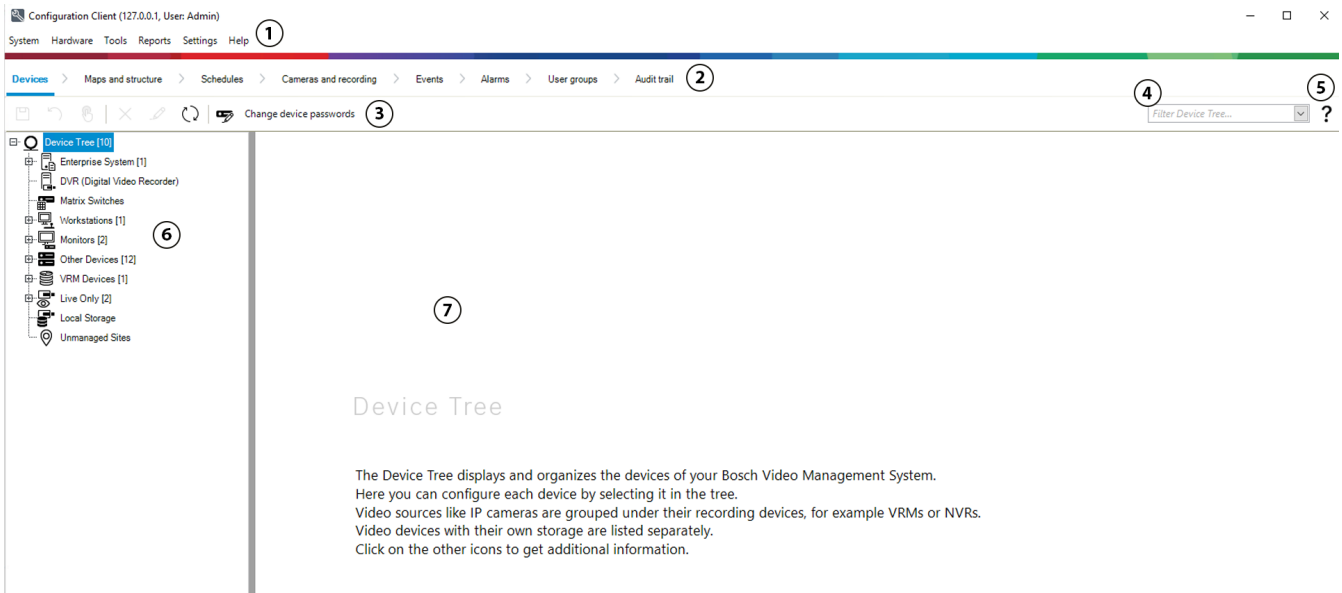 Configuration Client (127.0.0.1, User: Admin)
System Hardware Tools Reports Settings Help 1
Devices Maps and structure Schedules Cameras and recording Events Alarms User groups Audit trail 2
Change device passwords 3
4
Filter Device Tree...
5
?
Device Tree [10]
Enterprise System [1]
DVR (Digital Video Recorder)
Matrix Switches
Workstations [1]
Monitors [2]
Other Devices [12]
VRM Devices [1]
Live Only [2]
Local Storage
Unmanaged Sites
6
7
Device Tree
The Device Tree displays and organizes the devices of your Bosch Video Management System.
Here you can configure each device by selecting it in the tree.
Video sources like IP cameras are grouped under their recording devices, for example VRMs or NVRs.
Video devices with their own storage are listed separately.
Click on the other icons to get additional information.